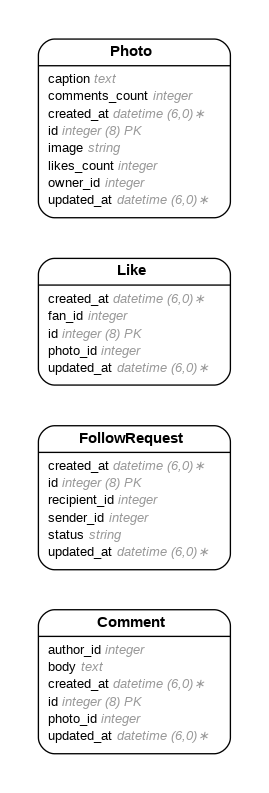 Photo
caption text
comments_count integer
created_at datetime (6,0)∗
id integer (8) PK
image string
likes_count integer
owner_id integer
updated_at datetime (6,0)∗
Like
created_at datetime (6,0)∗
fan_id integer
id integer (8) PK
photo_id integer
updated_at datetime (6,0)∗
FollowRequest
created_at datetime (6,0)∗
id integer (8) PK
recipient_id integer
sender_id integer
status string
updated_at datetime (6,0)∗
Comment
author_id integer
body text
created_at datetime (6,0)∗
id integer (8) PK
photo_id integer
updated_at datetime (6,0)∗